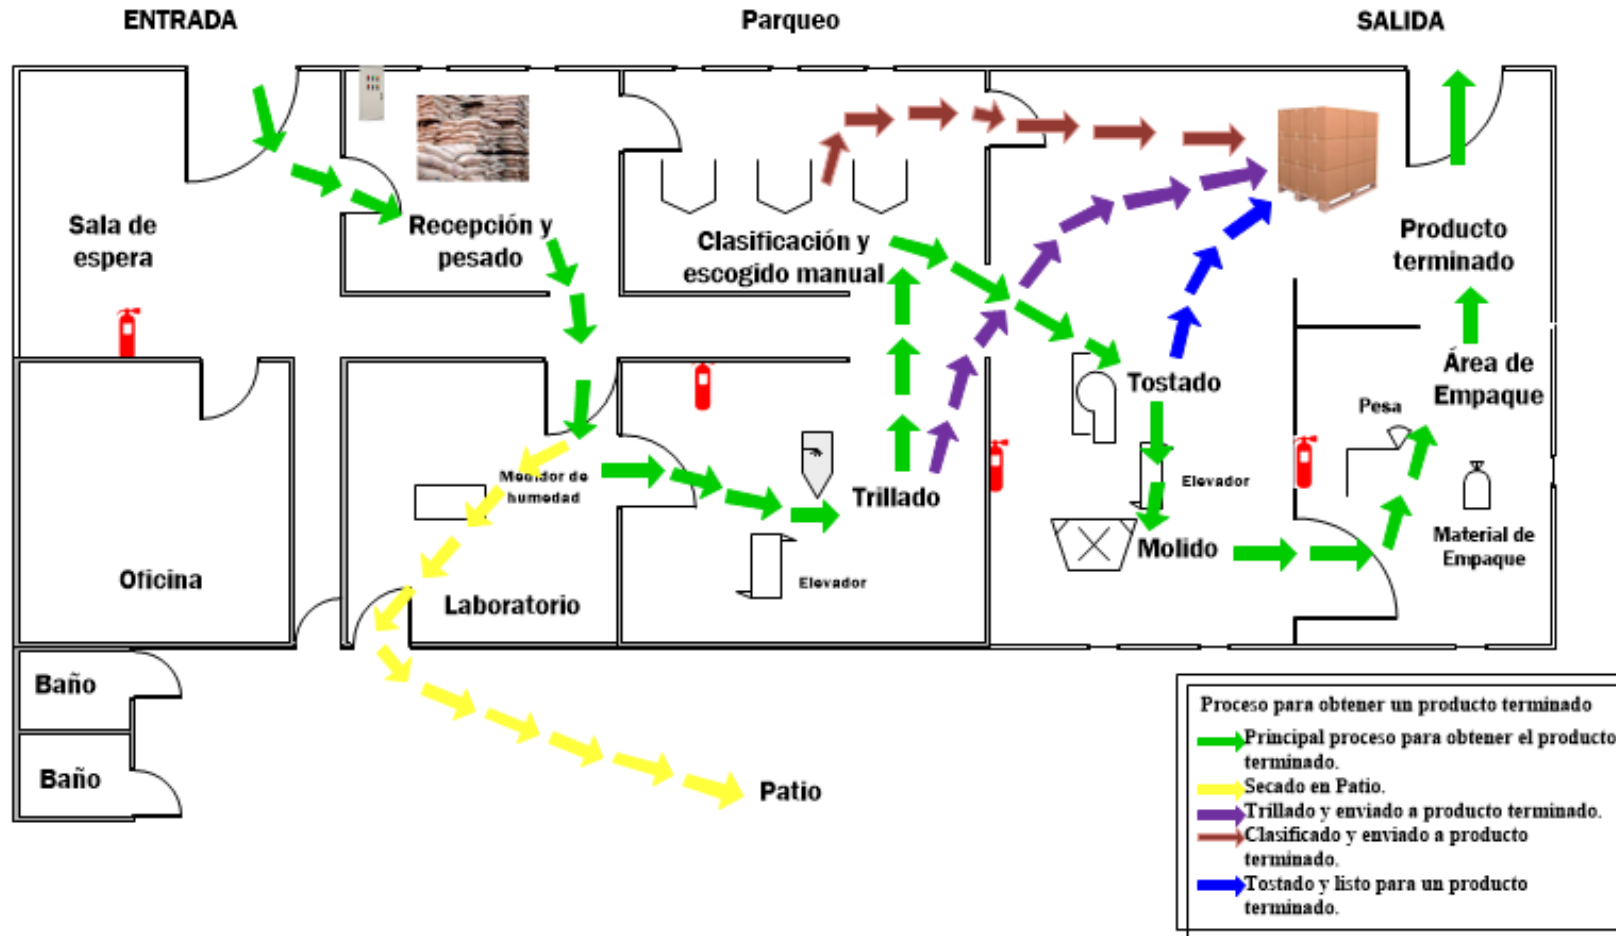 ENTRADA
Parqueo
SALIDA
Sala de
espera
Recepción y
pesado
Clasificación y
escogido manual
Producto
terminado
Tostado
Área de
Empaque
Pesa
Medidor de
humedad
Trillado
Elevador
Molido
Material de
Empaque
Oficina
Laboratorio
Elevador
Baño
Baño
Patio
Proceso para obtener un producto terminado
Principal proceso para obtener el producto
terminado.
Secado en Patio.
Trillado y enviado a producto terminado.
Clasificado y enviado a producto
terminado.
Tostado y listo para un producto
terminado.